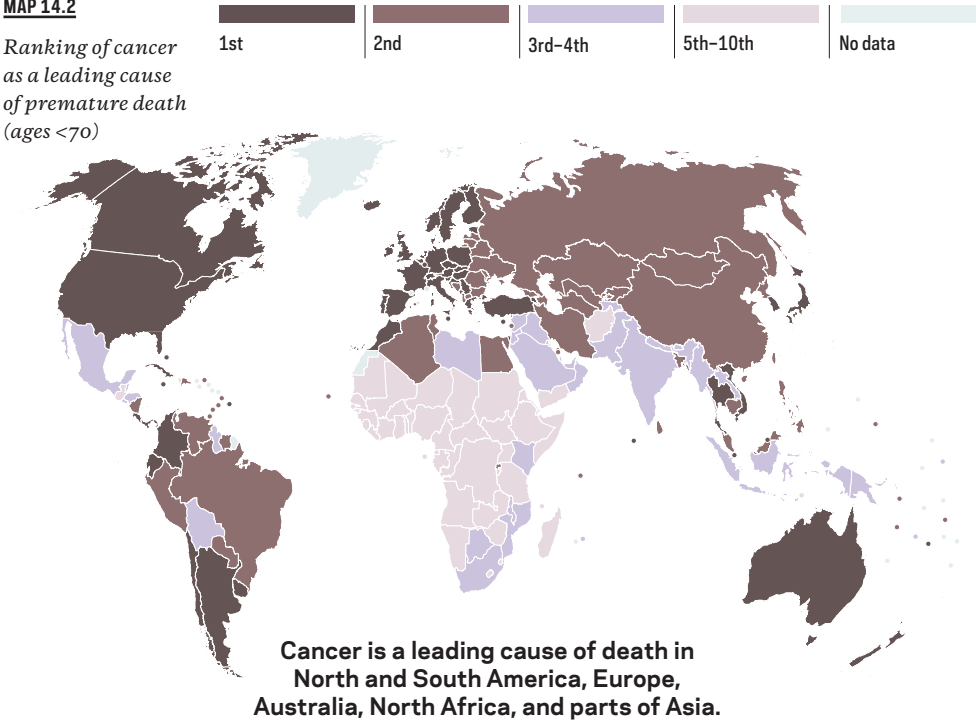 MAP 14.2
Ranking of cancer
as a leading cause
of premature death
(ages <70)
1st
2nd
3rd–4th
5th–10th
No data
Cancer is a leading cause of death in
North and South America, Europe,
Australia, North Africa, and parts of Asia.